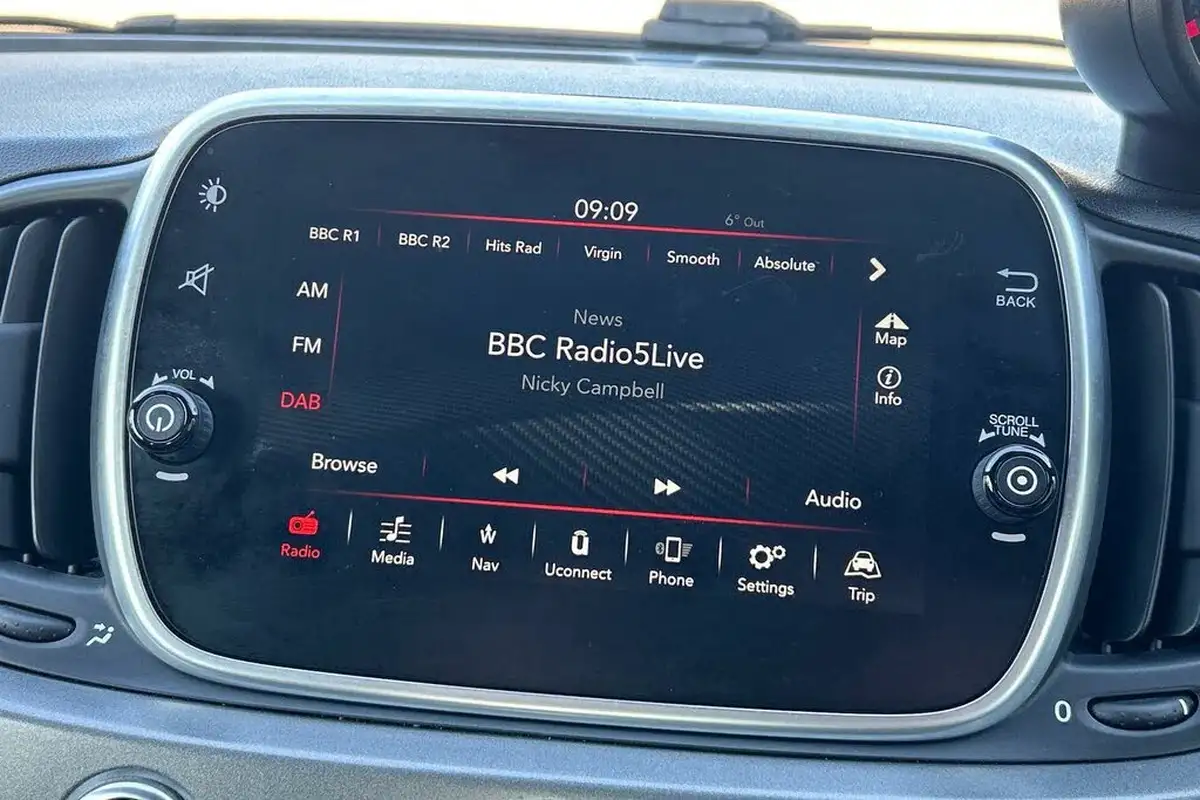 09:09
6° Out
BBC R1 BBC R2 Hits Rad Virgin Smooth Absolute
AM
FM
DAB
News
BBC Radio5Live
Nicky Campbell
Map
Info
BACK
VOL
SCROLL
TUNE
Browse
Audio
Radio Media Nav Uconnect Phone Settings Trip
0